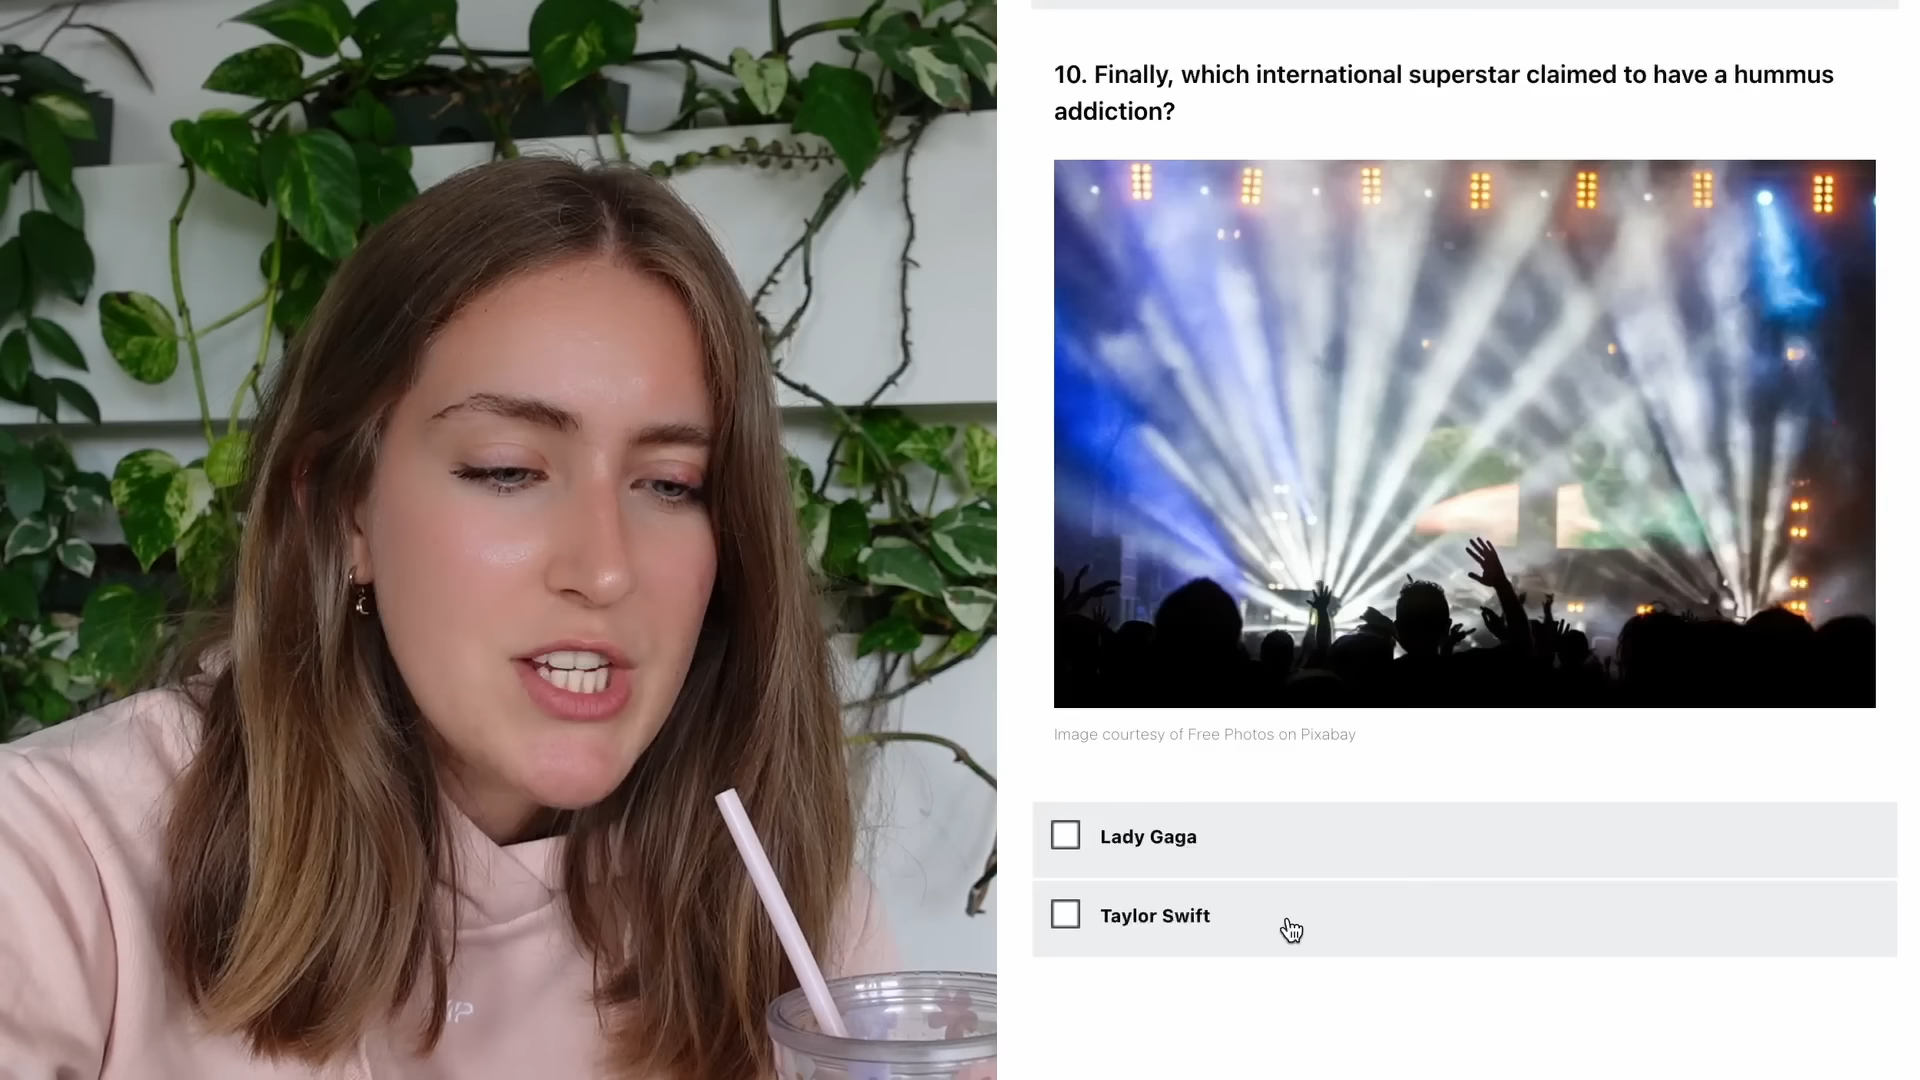 10. Finally, which international superstar claimed to have a hummus
addiction?
Image courtesy of Free Photos on Pixabay
Lady Gaga
Taylor Swift